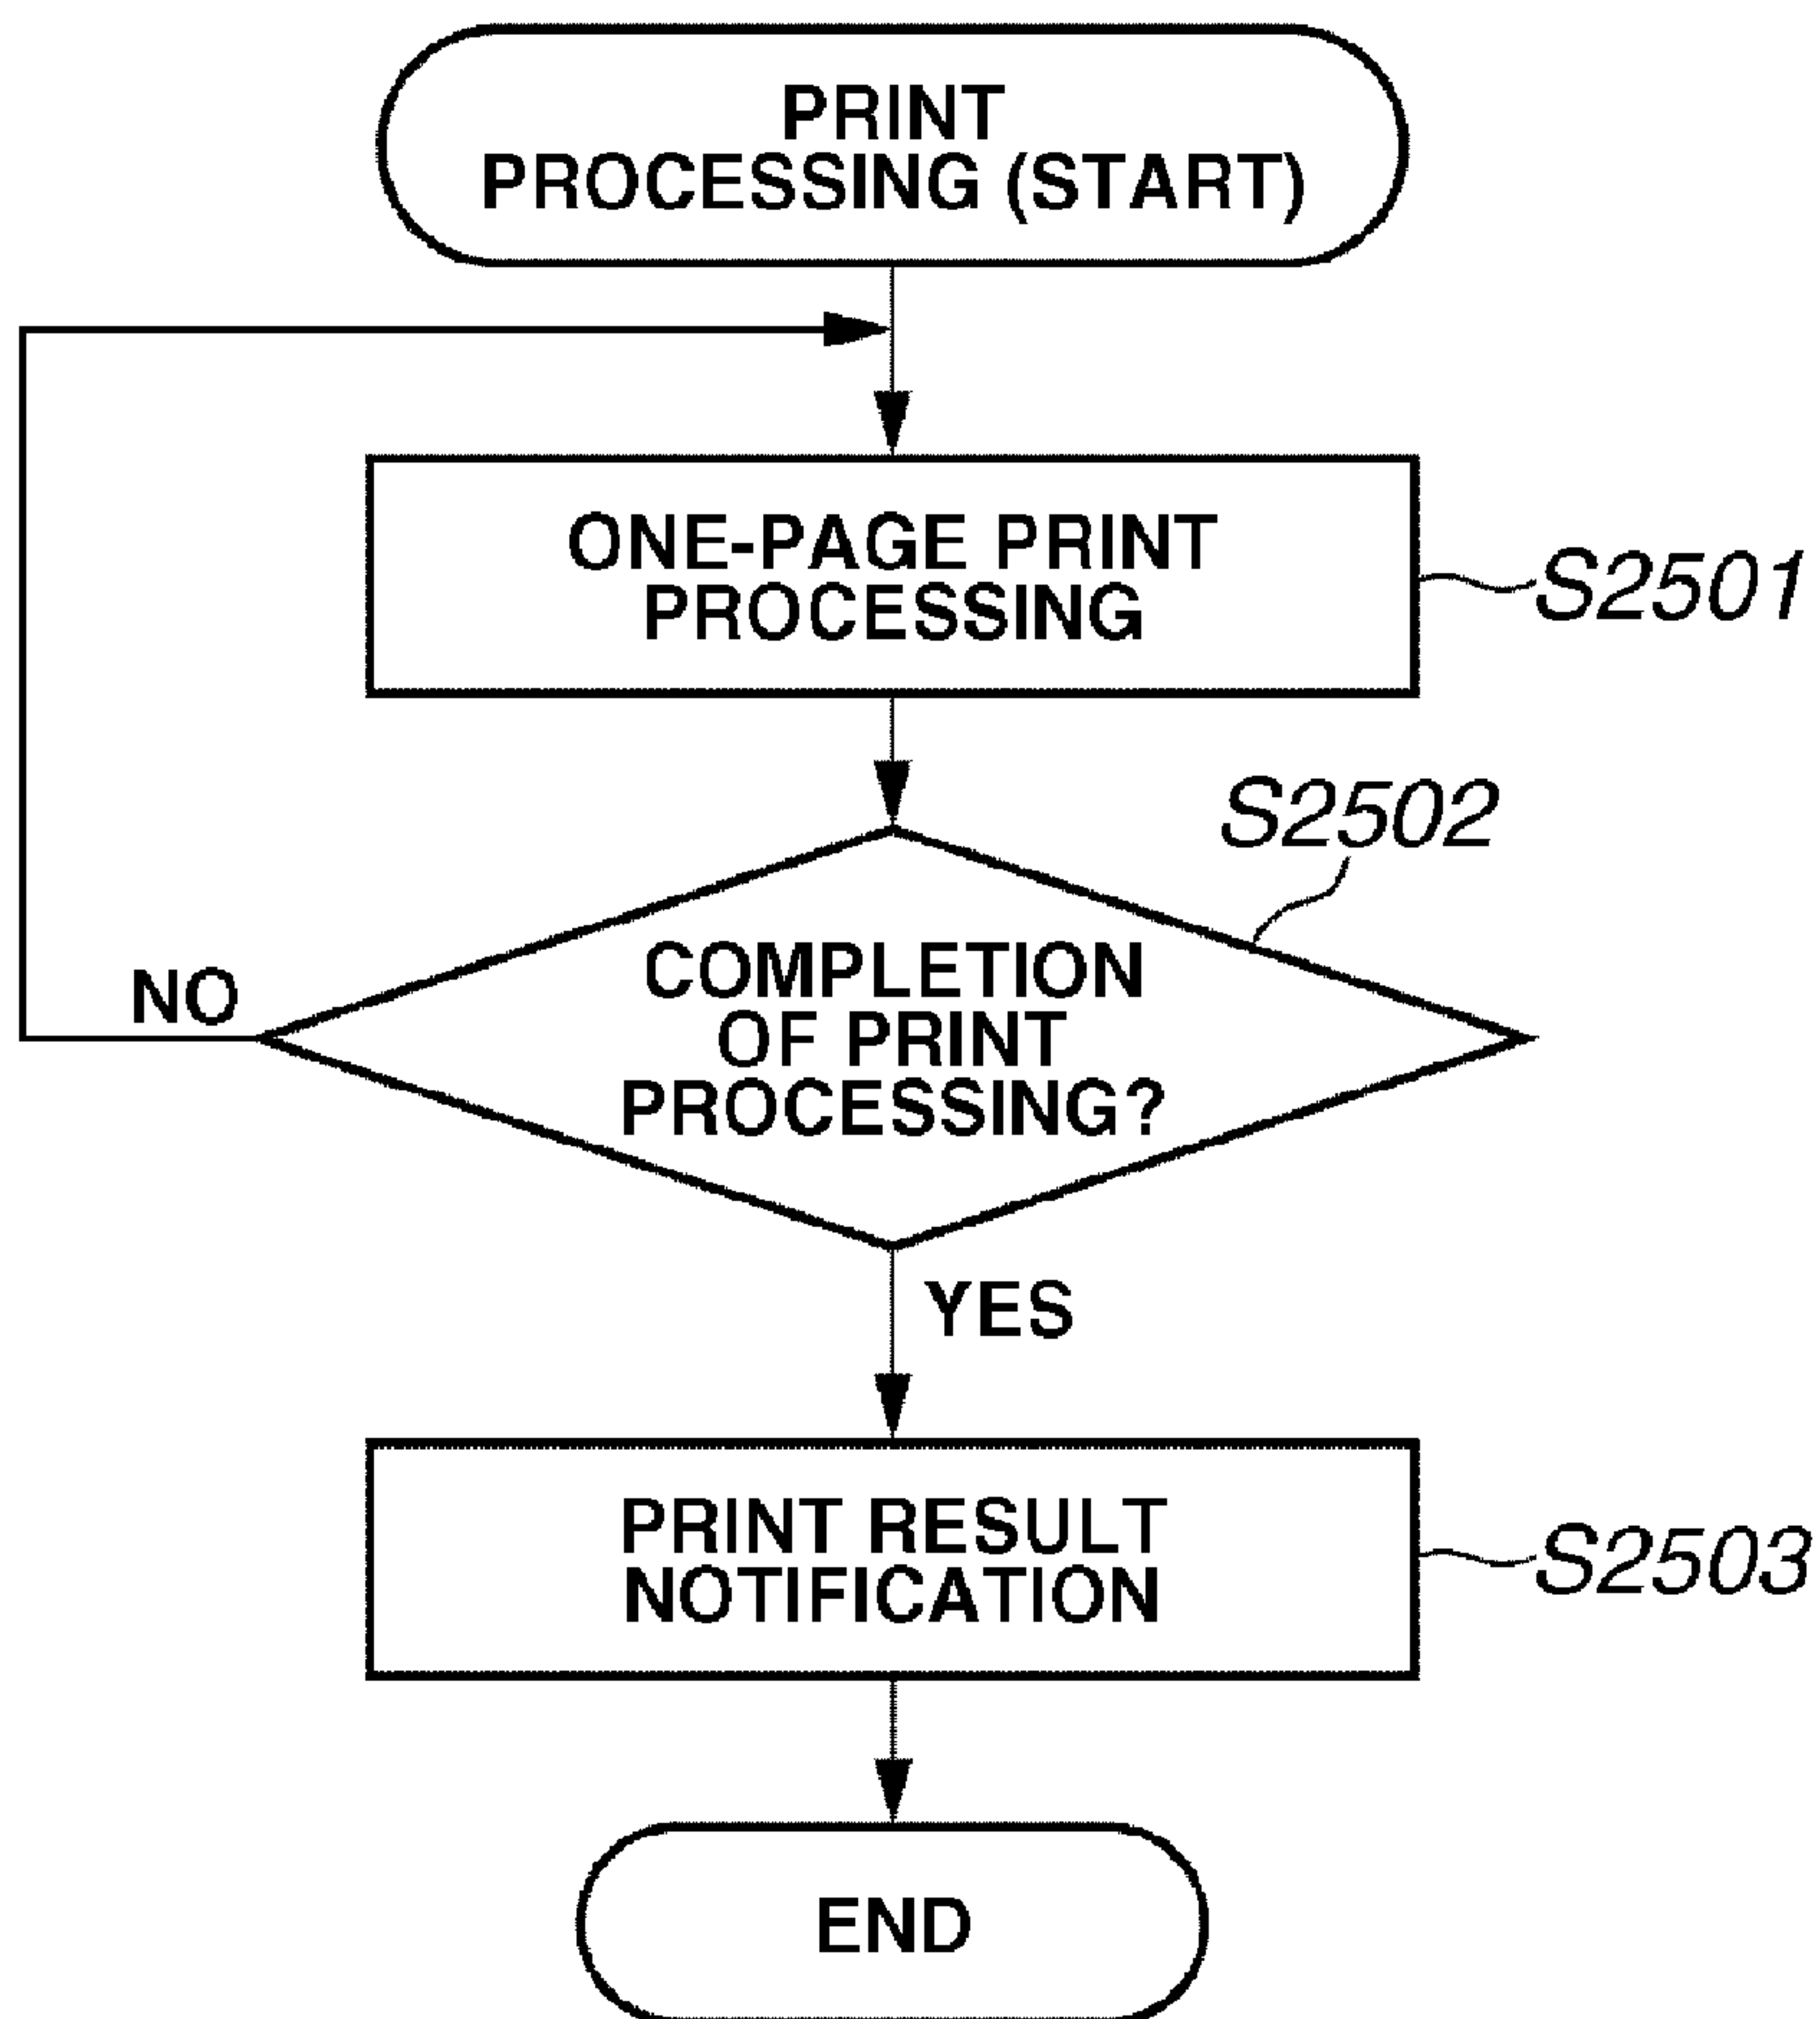 PRINT
PROCESSING (START)
ONE-PAGE PRINT
PROCESSING
S2501
S2502
COMPLETION
OF PRINT
PROCESSING?
NO
YES
PRINT RESULT
NOTIFICATION
S2503
END